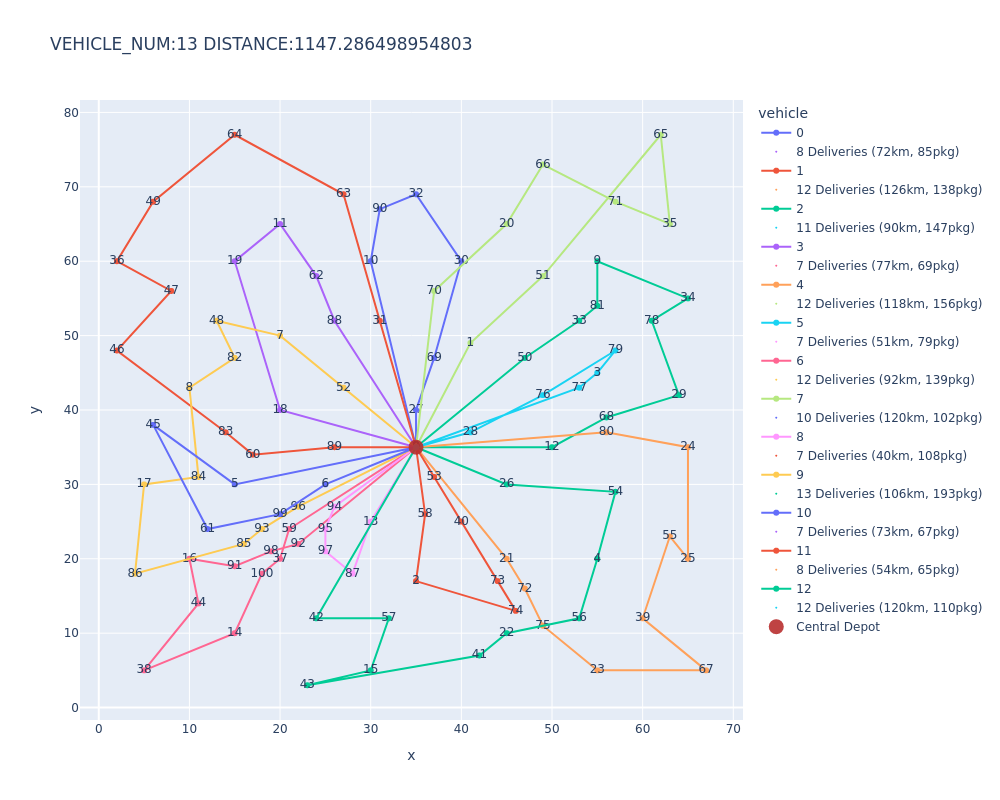 VEHICLE_NUM:13 DISTANCE:1147.286498954803
vehicle
0
8 Deliveries (72km, 85pkg)
1
12 Deliveries (126km, 138pkg)
2
11 Deliveries (90km, 147pkg)
3
7 Deliveries (77km, 69pkg)
4
12 Deliveries (118km, 156pkg)
5
7 Deliveries (51km, 79pkg)
6
12 Deliveries (92km, 139pkg)
7
10 Deliveries (120km, 102pkg)
8
7 Deliveries (40km, 108pkg)
9
13 Deliveries (106km, 193pkg)
10
7 Deliveries (73km, 67pkg)
11
8 Deliveries (54km, 65pkg)
12
12 Deliveries (120km, 110pkg)
Central Depot
80
70
60
50
40
30
20
10
0
y
0 10 20 30 40 50 60 70
x
64 65
66
49 63 32 71
90
11 20 35
36 19 10 30 9
62 51
47 70 34
81
48 88 31 33 78
7
46 82 69 1 50 79
3
8 52 76 77 29
18 27 68
45 83 28 80
60 89 12 24
84 53
17 5 6 26 54
96 94
99 58 40
61 93 59 95 13
85 92 97 98 55
16 91 37 21 4 25
86 100 87 2 73 72
44 14 74
42 57 75 22 56 39
41
38 15 23 67
43